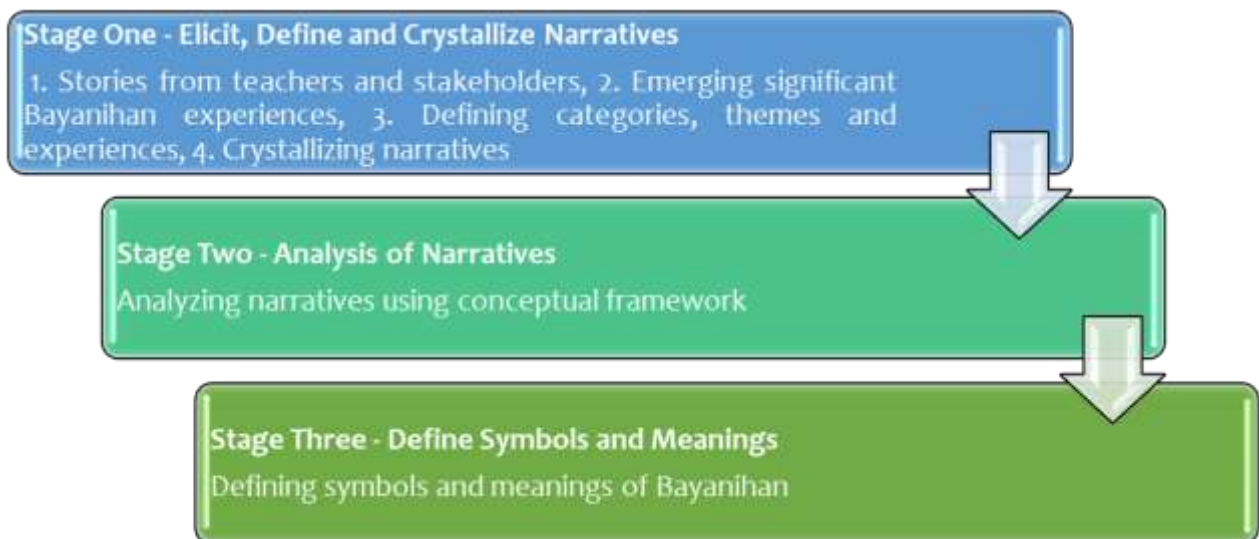 Stage One - Elicit, Define and Crystallize Narratives
1. Stories from teachers and stakeholders, 2. Emerging significant
Bayanihan experiences, 3. Defining categories, themes and
experiences, 4. Crystallizing narratives
Stage Two - Analysis of Narratives
Analyzing narratives using conceptual framework
Stage Three - Define Symbols and Meanings
Defining symbols and meanings of Bayanihan